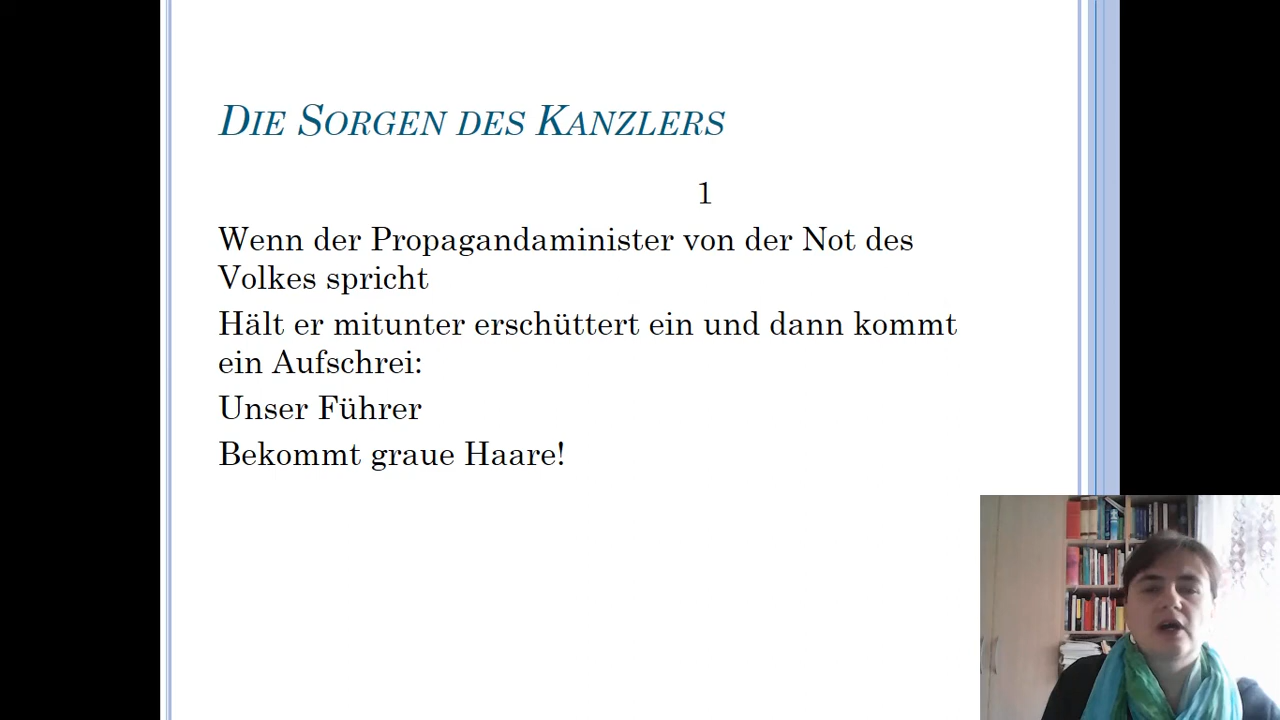 Die Sorgen des Kanzlers
1
Wenn der Propagandaminister von der Not des
Volkes spricht
Hält er mitunter erschüttert ein und dann kommt
ein Aufschrei:
Unser Führer
Bekommt graue Haare!